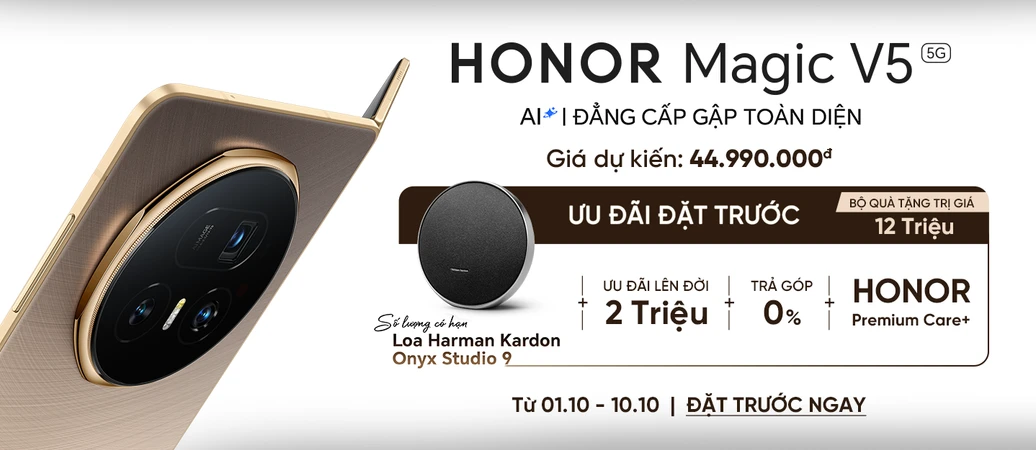 HONOR Magic V5 5G
AI | ĐẲNG CẤP GẬP TOÀN DIỆN
Giá dự kiến: 44.990.000đ
ƯU ĐÃI ĐẶT TRƯỚC
BỘ QUÀ TẶNG TRỊ GIÁ
12 Triệu
Số lượng có hạn
Loa Harman Kardon
Onyx Studio 9
+
ƯU ĐÃI LÊN ĐỜI
2 Triệu
+
TRẢ GÓP
0%
+
HONOR
Premium Care+
Từ 01.10 - 10.10 | ĐẶT TRƯỚC NGAY